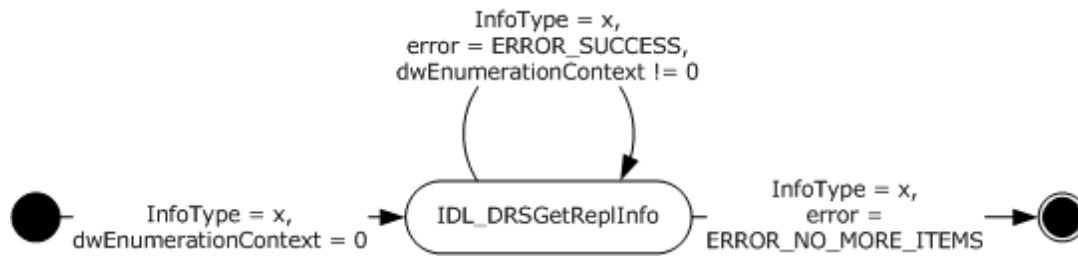 InfoType = x,
error = ERROR_SUCCESS,
dwEnumerationContext != 0
InfoType = x,
dwEnumerationContext = 0
IDL_DRSGetReplInfo
InfoType = x,
error =
ERROR_NO_MORE_ITEMS